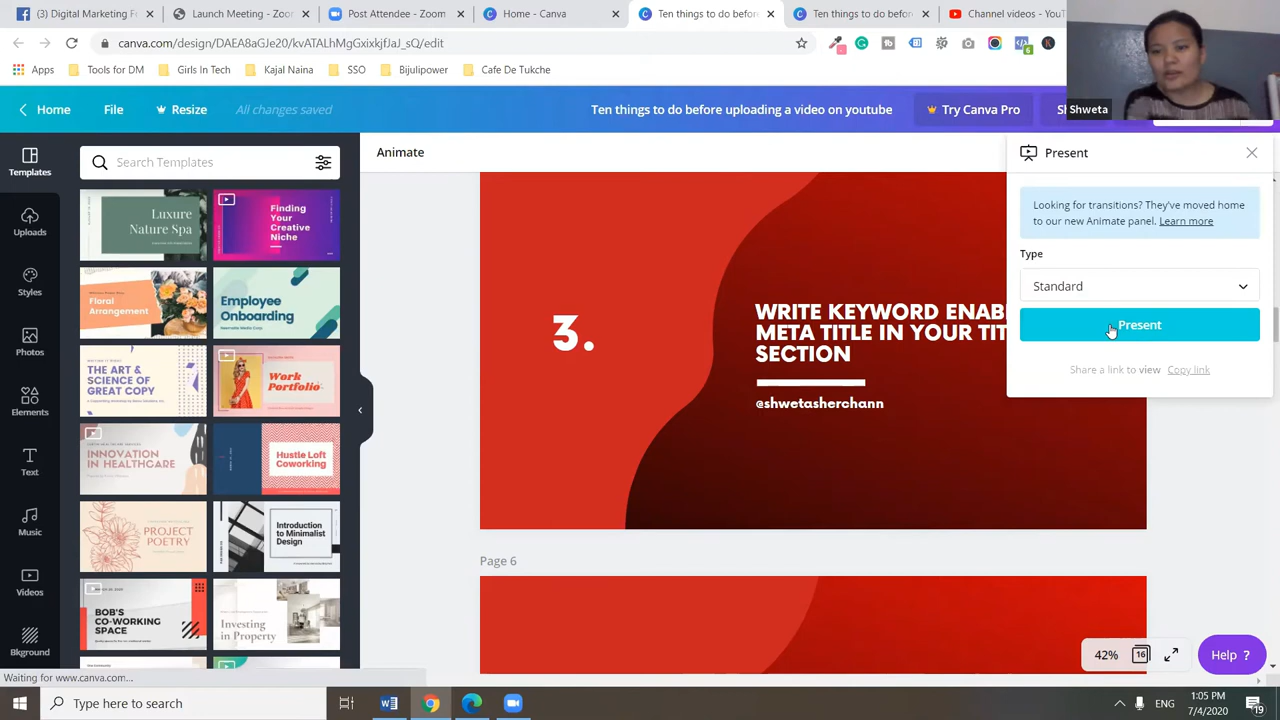 (3) Digital Marketing Fo
Launch Meeting - Zoom
Post Attendee - Zoom
Home - Canva
Ten things to do before
Ten things to do before
Channel videos - YouT
canva.com/design/DAEA8aGJe20/kvATALhMgGxixkjfJaJ_sQ/edit
Apps
Tools for DM
Girls In Tech
Kajal Naina
SSO
Bijulipower
Cafe De Tukche
Home
File
Resize
All changes saved
Ten things to do before uploading a video on youtube
Try Canva Pro
Shweta
Templates
Uploads
Styles
Photos
Elements
Text
Music
Videos
Bkground
Search Templates
Luxure
Nature Spa
Finding
Your
Creative
Niche
Floral
Arrangement
Employee
Onboarding
THE ART &
SCIENCE OF
GREAT COPY
Work
Portfolio
INNOVATION
IN HEALTHCARE
Hustle Loft
Coworking
PROJECT
POETRY
Introduction
to Minimalist
Design
BOB'S
CO-WORKING
SPACE
Investing
in Property
Animate
3.
WRITE KEYWORD ENAB
META TITLE IN YOUR TIT
SECTION
@shwetasherchann
Page 6
Present
Looking for transitions? They've moved home
to our new Animate panel. Learn more
Type
Standard
Present
Share a link to view Copy link
42%
16
Help ?
Waiting for www.canva.com...
Type here to search
ENG
1:05 PM
7/4/2020
19